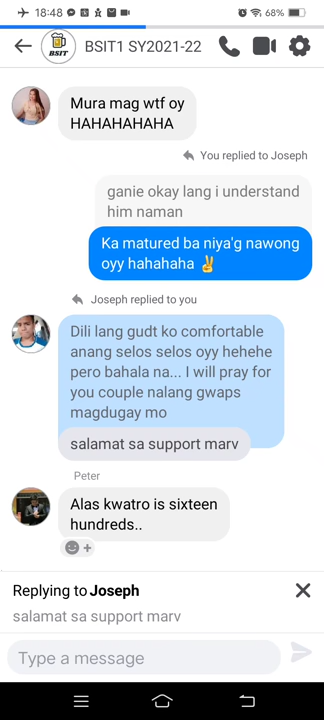 18:48
68%
BSIT
BSIT1 SY2021-22
Mura mag wtf oy
HAHAHAHAHA
You replied to Joseph
ganie okay lang i understand
him naman
Ka matured ba niya'g nawong
oyy hahahaha ✌️
Joseph replied to you
Dili lang gudt ko comfortable
anang selos selos oyy hehehe
pero bahala na... I will pray for
you couple nalang gwaps
magdugay mo
salamat sa support marv
Peter
Alas kwatro is sixteen
hundreds..
Replying to Joseph
salamat sa support marv
Type a message